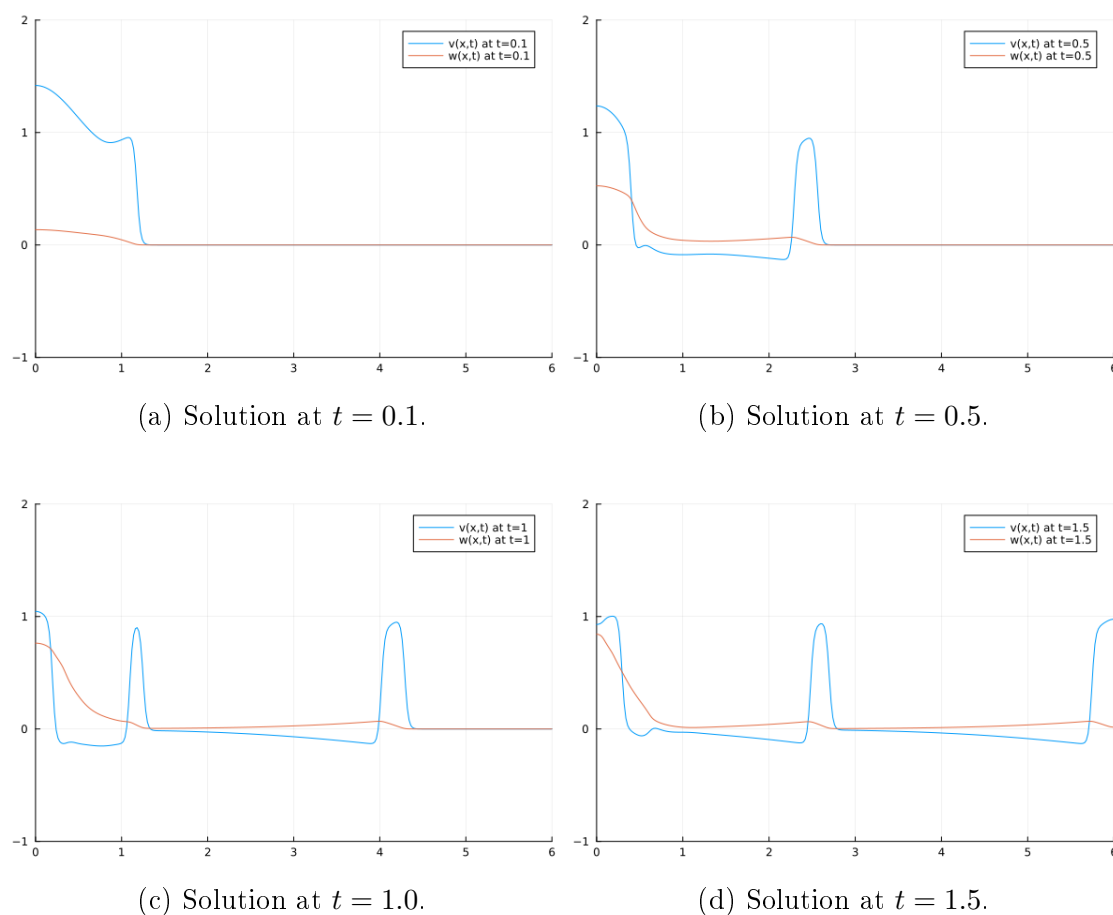 2
1
0
−1
0 1 2 3 4 5 6
v(x,t) at t=0.1
w(x,t) at t=0.1
(a) Solution at t = 0.1.
2
1
0
−1
0 1 2 3 4 5 6
v(x,t) at t=0.5
w(x,t) at t=0.5
(b) Solution at t = 0.5.
2
1
0
−1
0 1 2 3 4 5 6
v(x,t) at t=1
w(x,t) at t=1
(c) Solution at t = 1.0.
2
1
0
−1
0 1 2 3 4 5 6
v(x,t) at t=1.5
w(x,t) at t=1.5
(d) Solution at t = 1.5.